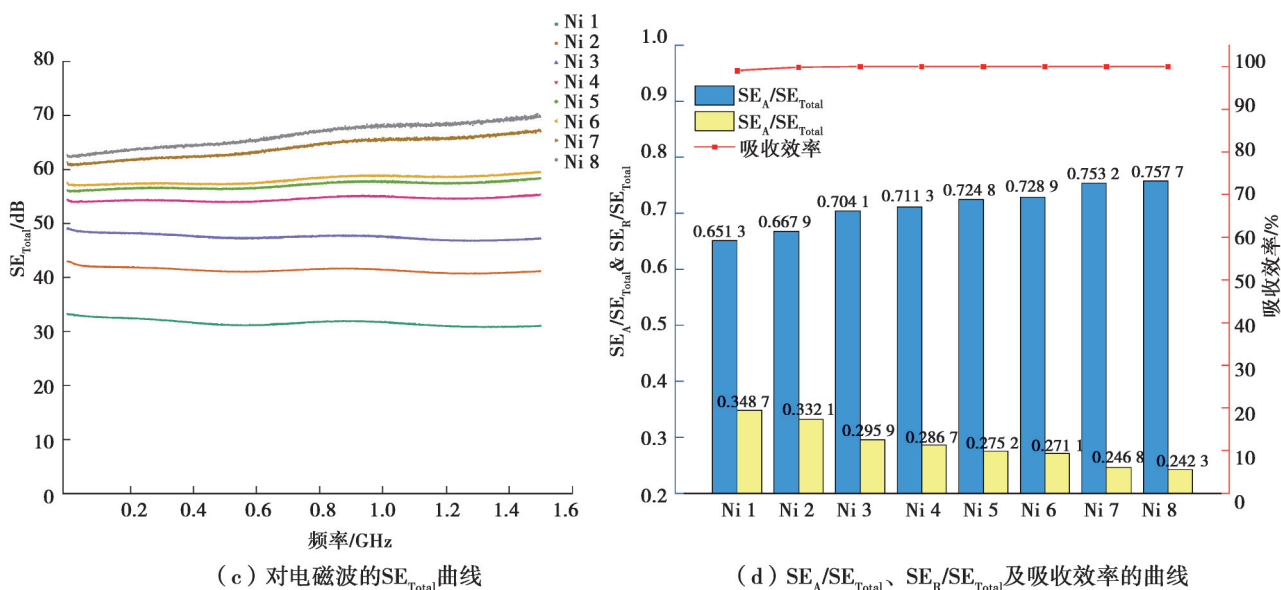 Ni 1
Ni 2
Ni 3
Ni 4
Ni 5
Ni 6
Ni 7
Ni 8
80
70
60
50
40
30
20
10
0
SE_Total/dB
0.2 0.4 0.6 0.8 1.0 1.2 1.4 1.6
频率/GHz
(c)对电磁波的SE_Total曲线
1.0
0.9
0.8
0.7
0.6
0.5
0.4
0.3
0.2
SE_A/SE_Total & SE_R/SE_Total
SE_A/SE_Total
SE_A/SE_Total
吸收效率
0.651 3
0.667 9
0.704 1
0.711 3
0.724 8
0.728 9
0.753 2
0.757 7
0.348 7
0.332 1
0.295 9
0.286 7
0.275 2
0.271 1
0.246 8
0.242 3
Ni 1 Ni 2 Ni 3 Ni 4 Ni 5 Ni 6 Ni 7 Ni 8
100
90
80
70
60
50
40
30
20
10
0
吸收效率/%
(d)SE_A/SE_Total、SE_R/SE_Total及吸收效率的曲线